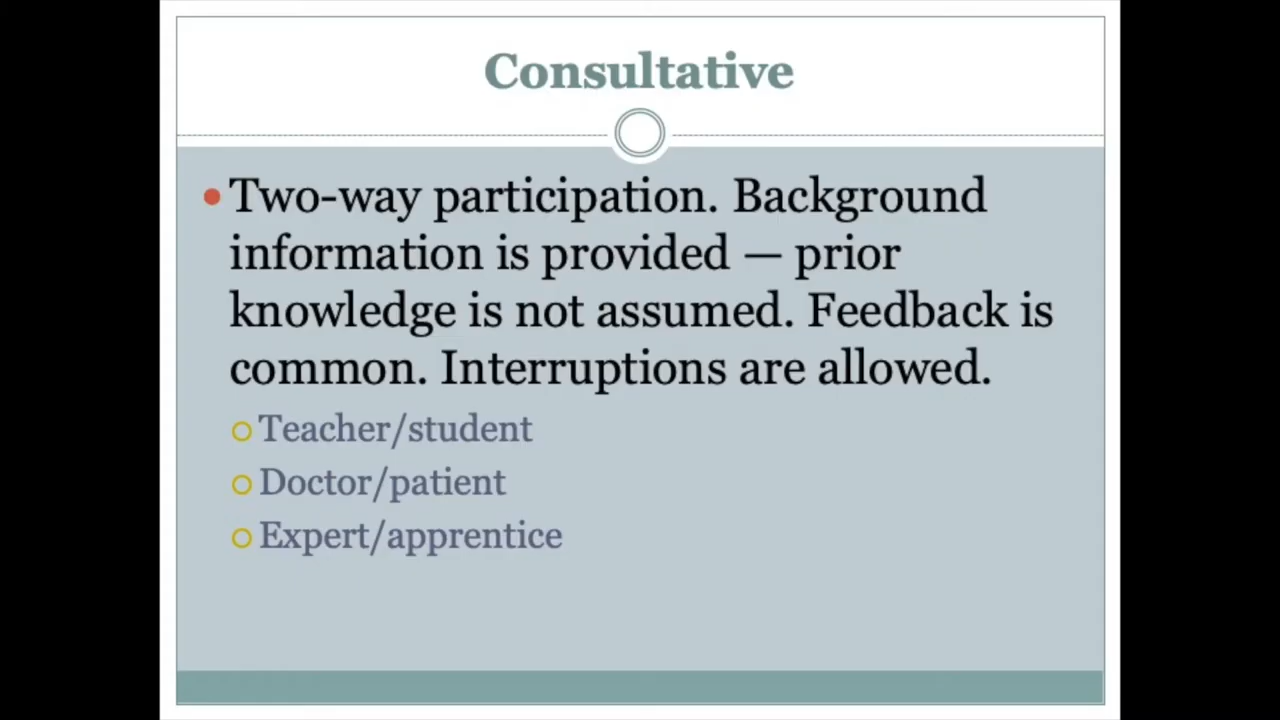 Consultative
Two-way participation. Background
information is provided — prior
knowledge is not assumed. Feedback is
common. Interruptions are allowed.
Teacher/student
Doctor/patient
Expert/apprentice